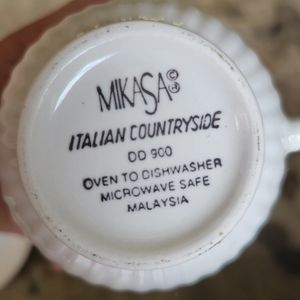 MIKASA©®
ITALIAN COUNTRYSIDE
DD 900
OVEN TO DISHWASHER
MICROWAVE SAFE
MALAYSIA